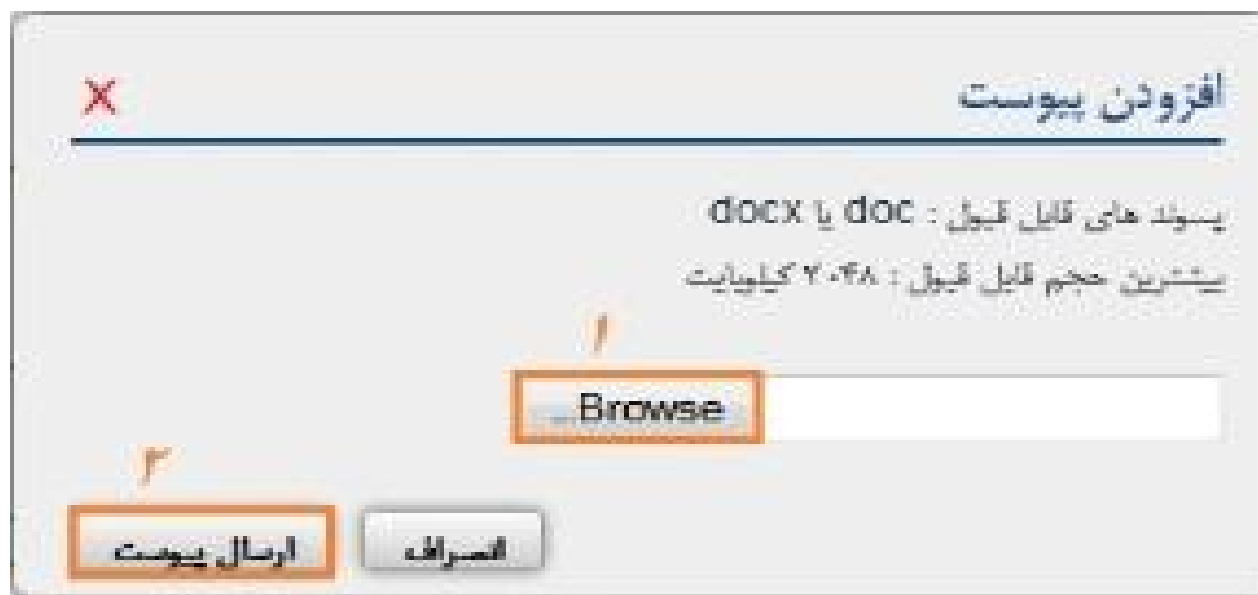 افزودن پیوست
X
پسوند های قابل قبول : doc یا docx
بیشترین حجم قابل قبول : ۲۰۴۸ کیلوبایت
۱
Browse...
۲
انصراف
ارسال پیوست